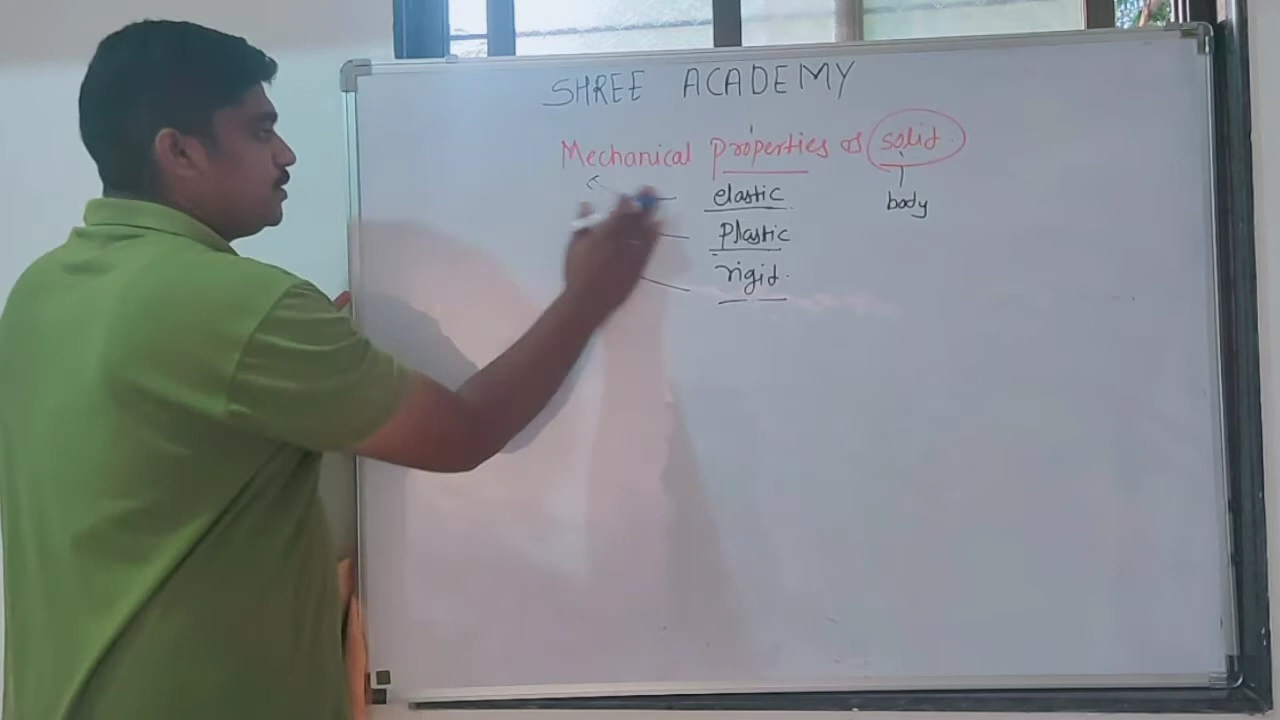 SHREE ACADEMY
Mechanical properties of solid.
elastic
body
Plastic
rigid.